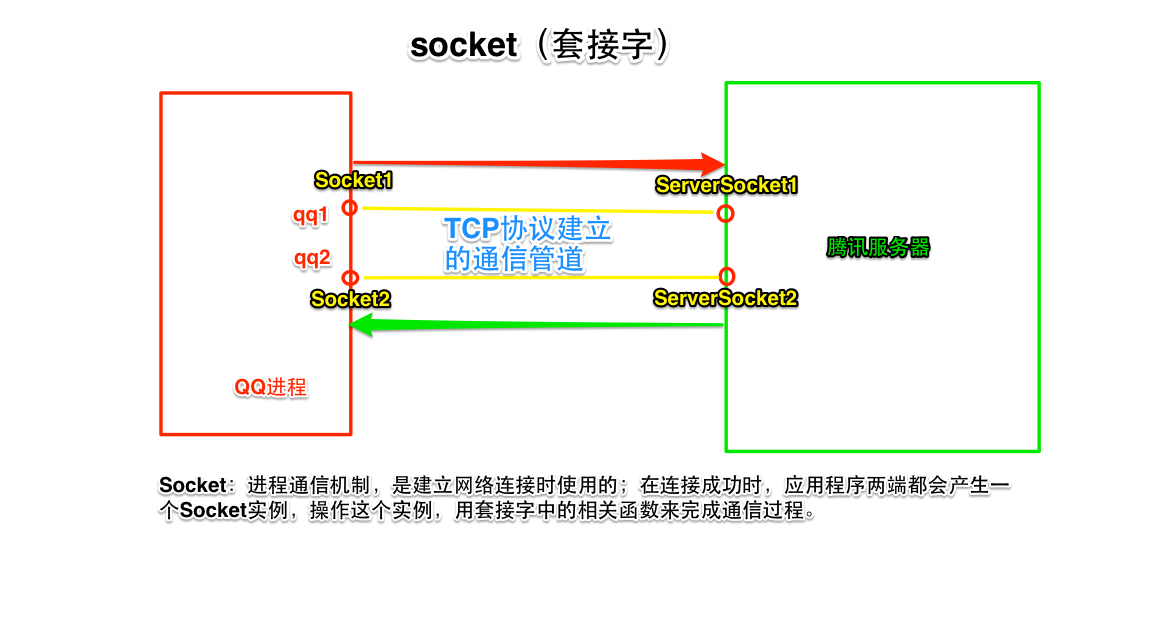 socket（套接字）
Socket1
ServerSocket1
qq1
TCP协议建立
的通信管道
腾讯服务器
qq2
Socket2
ServerSocket2
QQ进程
Socket：进程通信机制，是建立网络连接时使用的；在连接成功时，应用程序两端都会产生一
个Socket实例，操作这个实例，用套接字中的相关函数来完成通信过程。